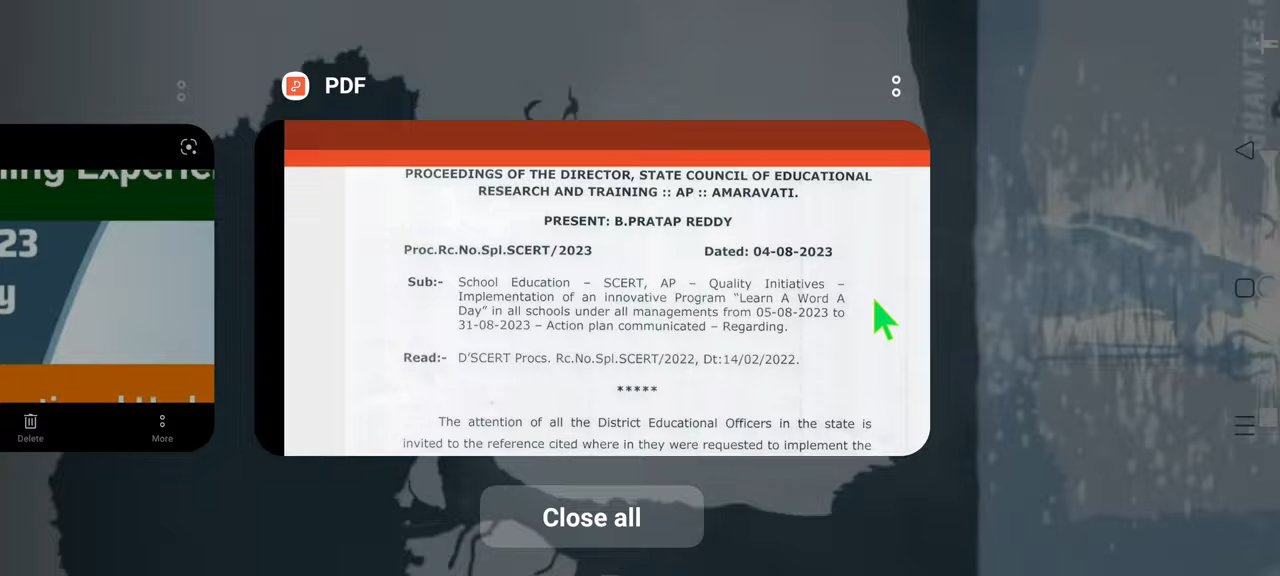 PDF
23
y
Delete
More
PROCEEDINGS OF THE DIRECTOR, STATE COUNCIL OF EDUCATIONAL
RESEARCH AND TRAINING :: AP :: AMARAVATI.
PRESENT: B.PRATAP REDDY
Proc.Rc.No.Spl.SCERT/2023 Dated: 04-08-2023
Sub:- School Education – SCERT, AP – Quality Initiatives –
Implementation of an innovative Program “Learn A Word A
Day” in all schools under all managements from 05-08-2023 to
31-08-2023 – Action plan communicated – Regarding.
Read:- D'SCERT Procs. Rc.No.Spl.SCERT/2022, Dt:14/02/2022.
*****
The attention of all the District Educational Officers in the state is
invited to the reference cited where in they were requested to implement the
Close all